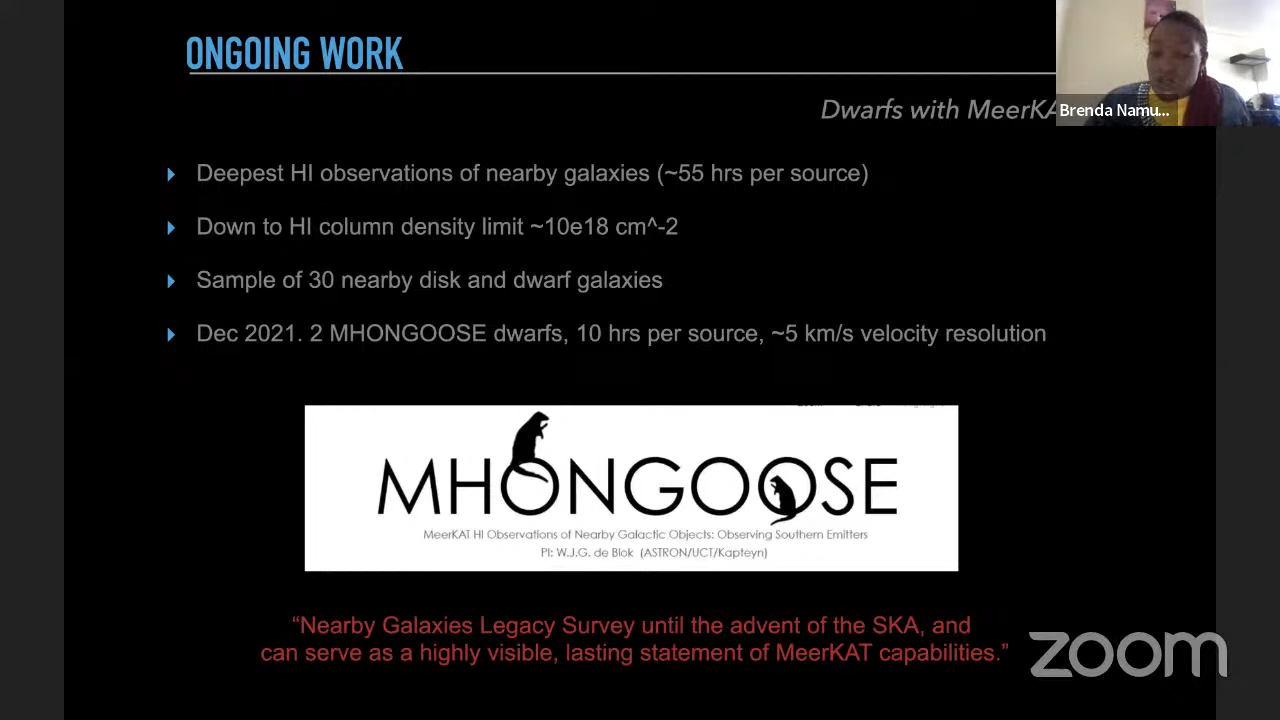 ONGOING WORK
Dwarfs with MeerKA
Brenda Namu...
Deepest HI observations of nearby galaxies (~55 hrs per source)
Down to HI column density limit ~10e18 cm^-2
Sample of 30 nearby disk and dwarf galaxies
Dec 2021. 2 MHONGOOSE dwarfs, 10 hrs per source, ~5 km/s velocity resolution
MHONGOOSE
MeerKAT HI Observations of Nearby Galactic Objects: Observing Southern Emitters
PI: W.J.G. de Blok (ASTRON/UCT/Kapteyn)
“Nearby Galaxies Legacy Survey until the advent of the SKA, and
can serve as a highly visible, lasting statement of MeerKAT capabilities.”
zoom